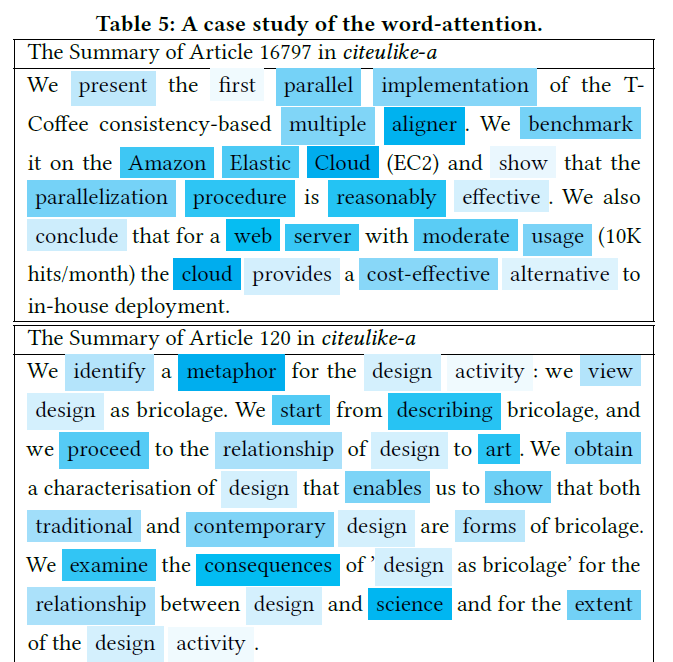 Table 5: A case study of the word-attention.
The Summary of Article 16797 in citeulike-a
We present the first parallel implementation of the T-
Coffee consistency-based multiple aligner . We benchmark
it on the Amazon Elastic Cloud (EC2) and show that the
parallelization procedure is reasonably effective . We also
conclude that for a web server with moderate usage (10K
hits/month) the cloud provides a cost-effective alternative to
in-house deployment.
The Summary of Article 120 in citeulike-a
We identify a metaphor for the design activity : we view
design as bricolage. We start from describing bricolage, and
we proceed to the relationship of design to art . We obtain
a characterisation of design that enables us to show that both
traditional and contemporary design are forms of bricolage.
We examine the consequences of ' design as bricolage' for the
relationship between design and science and for the extent
of the design activity .